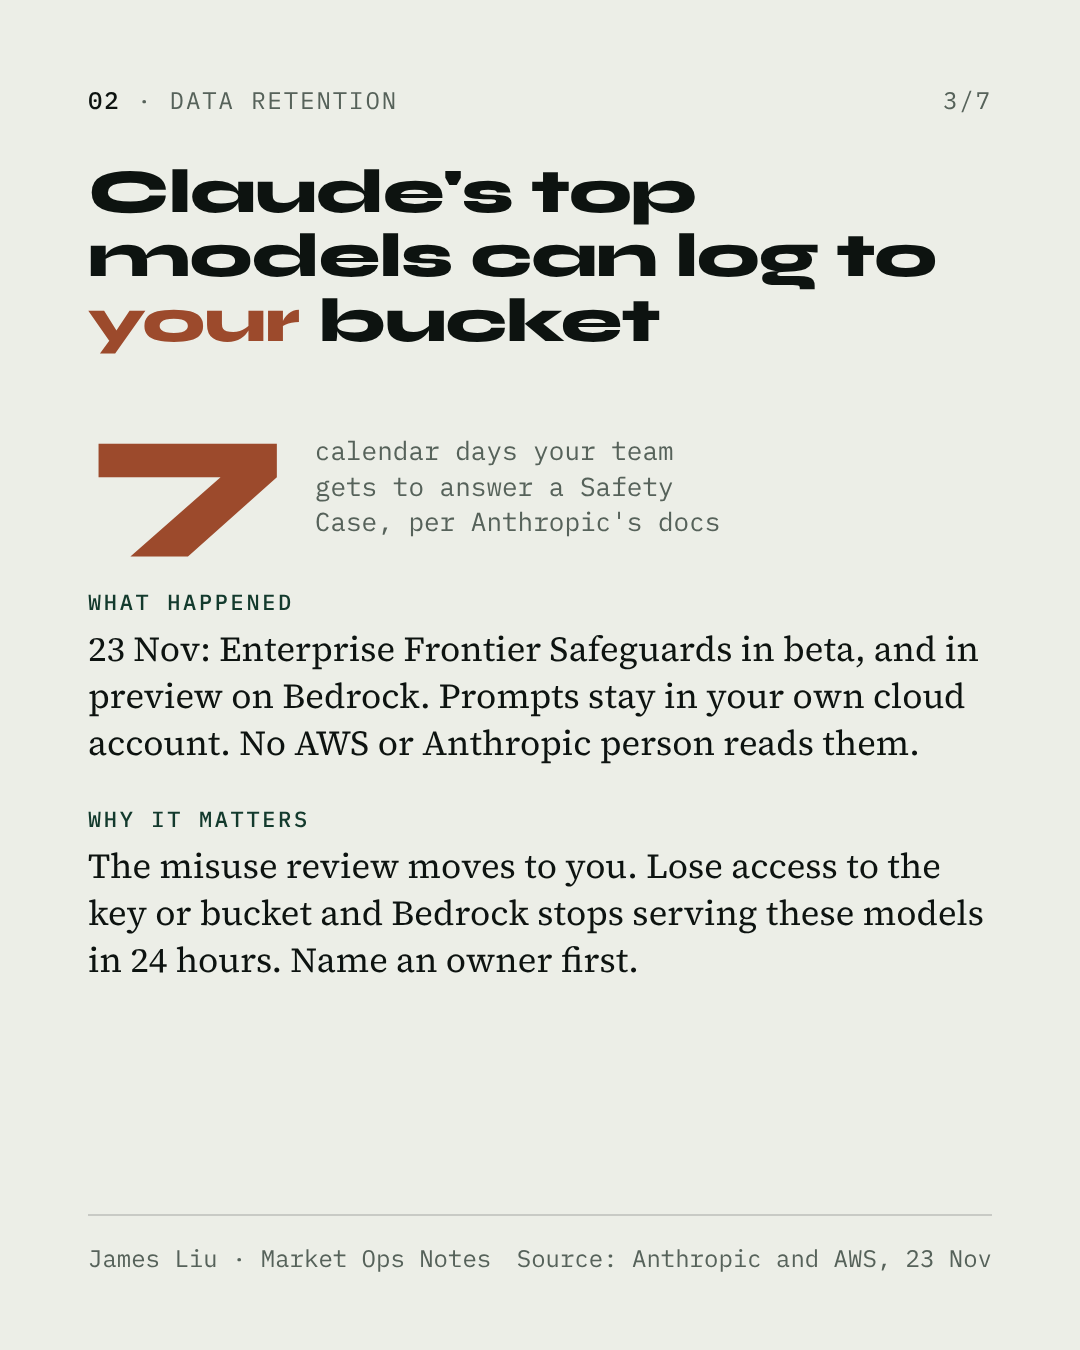 02 · DATA RETENTION
3/7
Claude's top
models can log to
your bucket
7
calendar days your team
gets to answer a Safety
Case, per Anthropic's docs
WHAT HAPPENED
23 Nov: Enterprise Frontier Safeguards in beta, and in
preview on Bedrock. Prompts stay in your own cloud
account. No AWS or Anthropic person reads them.
WHY IT MATTERS
The misuse review moves to you. Lose access to the
key or bucket and Bedrock stops serving these models
in 24 hours. Name an owner first.
James Liu · Market Ops Notes
Source: Anthropic and AWS, 23 Nov